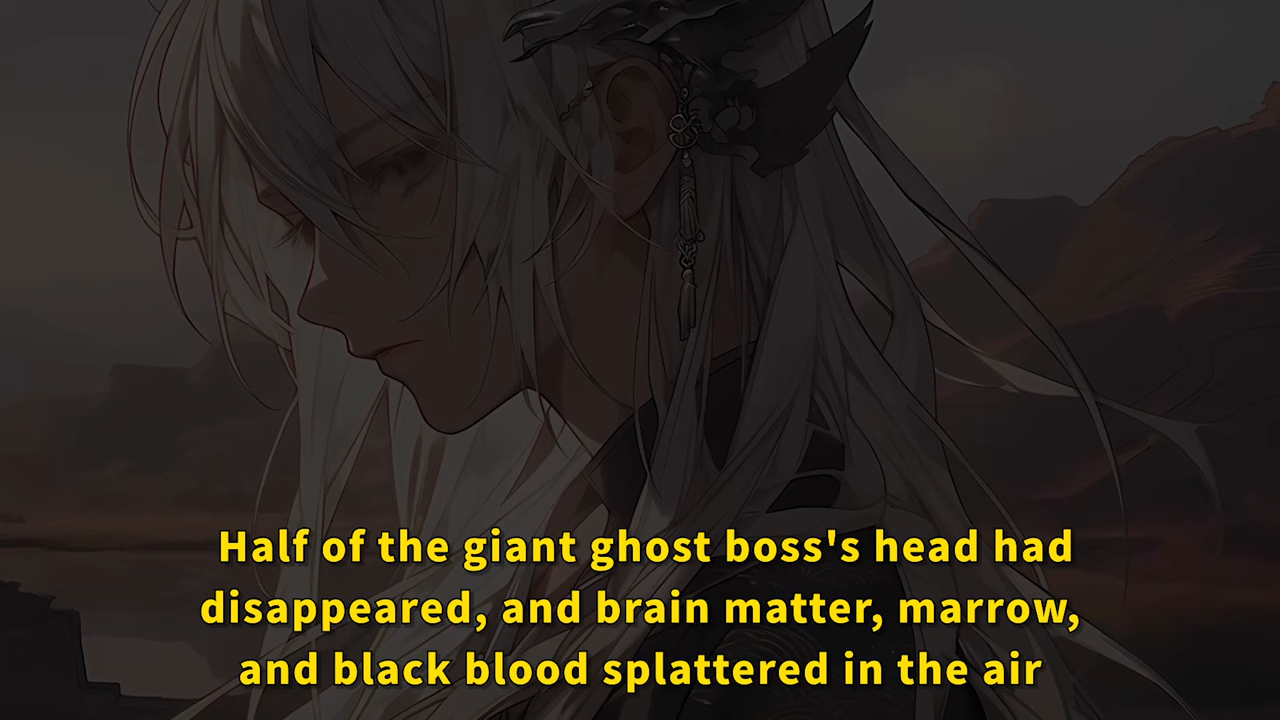 Half of the giant ghost boss's head had
disappeared, and brain matter, marrow,
and black blood splattered in the air